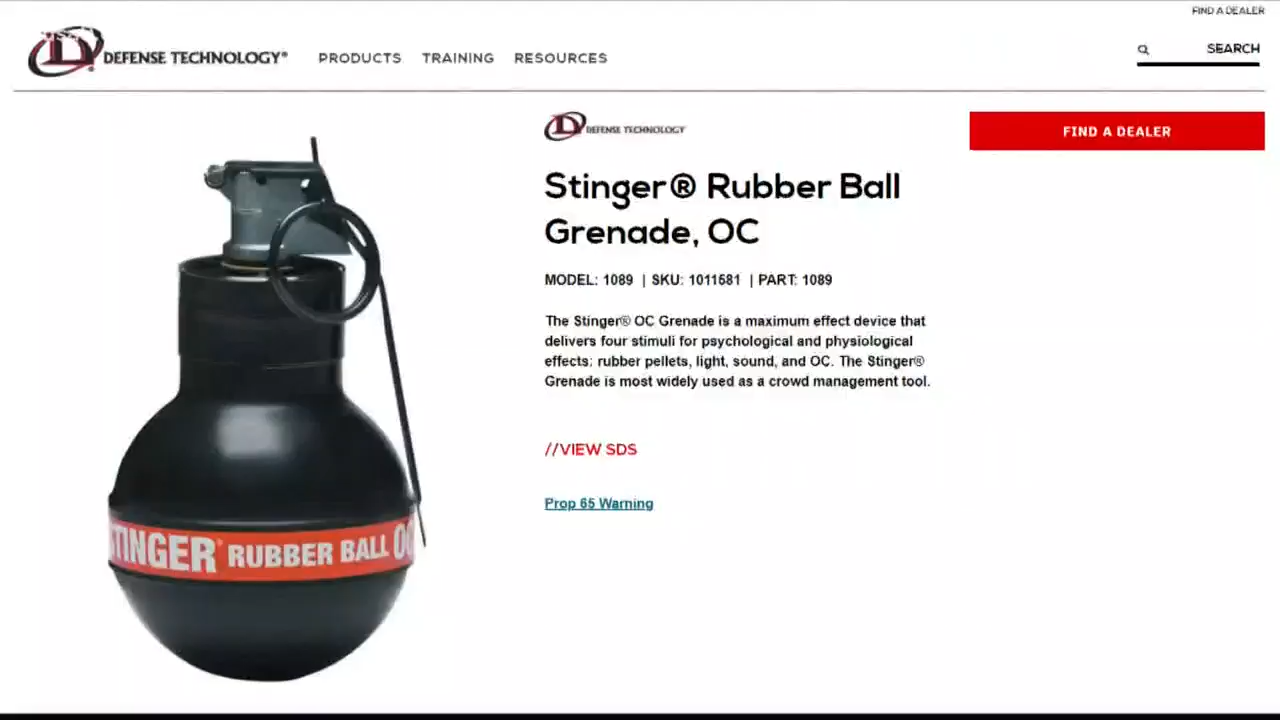 FIND A DEALER
DEFENSE TECHNOLOGY®
PRODUCTS
TRAINING
RESOURCES
SEARCH
DEFENSE TECHNOLOGY
FIND A DEALER
Stinger® Rubber Ball
Grenade, OC
MODEL: 1089 | SKU: 1011581 | PART: 1089
The Stinger® OC Grenade is a maximum effect device that
delivers four stimuli for psychological and physiological
effects: rubber pellets, light, sound, and OC. The Stinger®
Grenade is most widely used as a crowd management tool.
//VIEW SDS
Prop 65 Warning
STINGER® RUBBER BALL OC